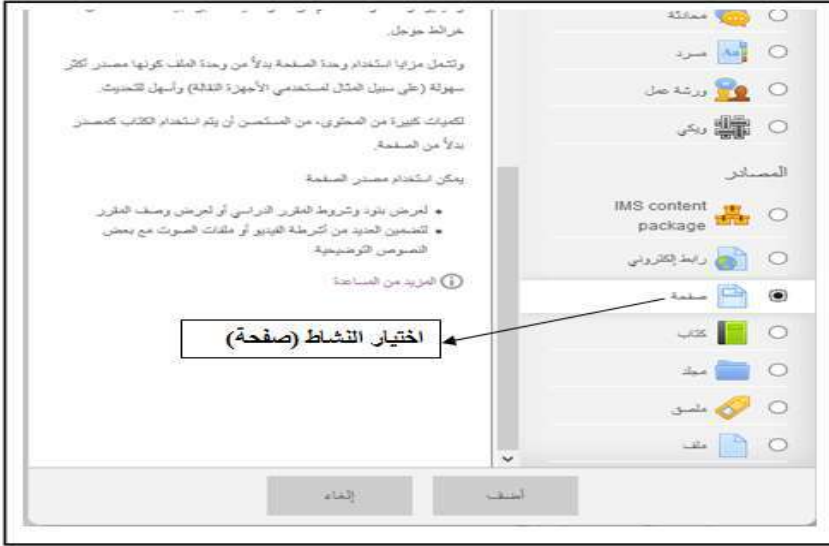 محادثة
مسرد
ورشة عمل
ويكي
المصادر
IMS content
package
رابط إلكتروني
صفحة
كتاب
مجلد
ملصق
ملف
خرائط جوجل.
وتشمل مزايا استخدام وحدة الصفحة بدلاً من وحدة الملف كونها مصدر أكثر
سهولة (على سبيل المثال لمستخدمي الأجهزة النقالة) وأسهل للتحديث.
لكميات كبيرة من المحتوى، من المستحسن أن يتم استخدام الكتاب كمصدر
بدلاً من الصفحة.
يمكن استخدام مصدر الصفحة
لعرض بنود وشروط المقرر الدراسي أو لعرض وصف المقرر
لتضمين العديد من أشرطة الفيديو أو ملفات الصوت مع بعض
النصوص التوضيحية
المزيد من المساعدة
اختيار النشاط (صفحة)
أضف
إلغاء